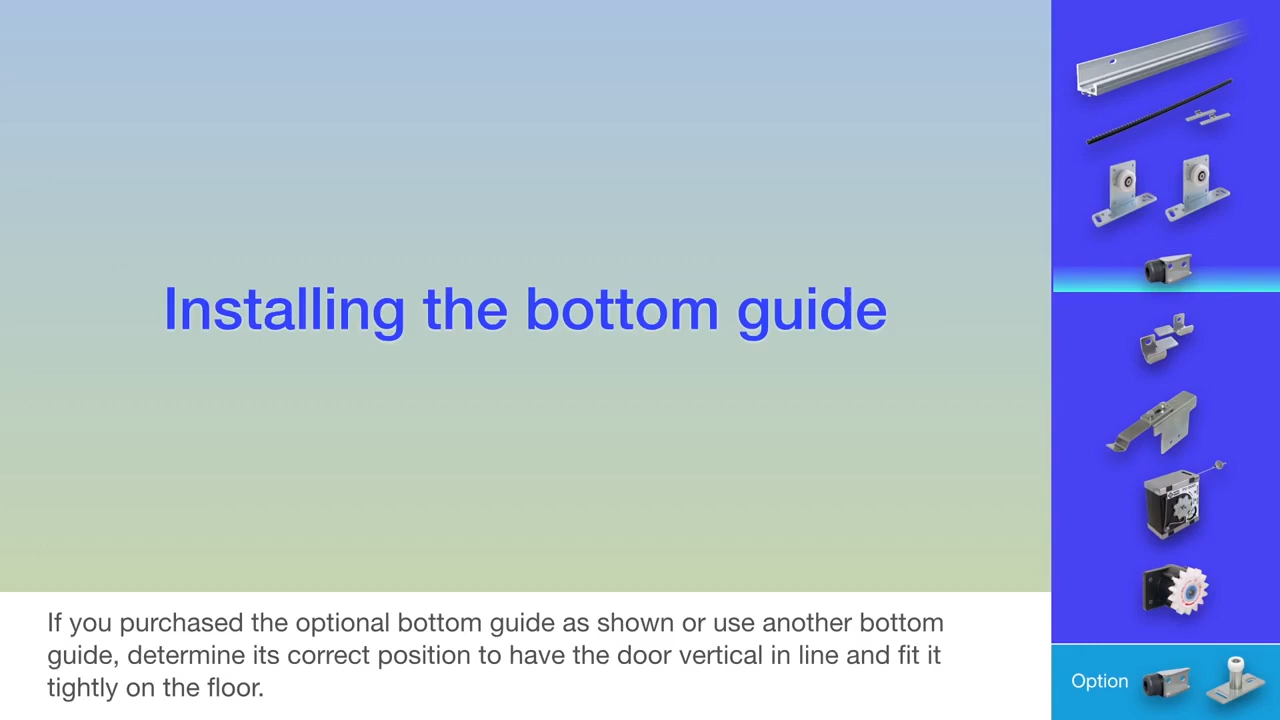 Installing the bottom guide
If you purchased the optional bottom guide as shown or use another bottom
guide, determine its correct position to have the door vertical in line and fit it
tightly on the floor.
Option